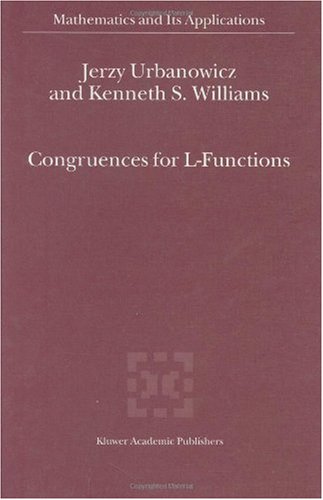 Mathematics and Its Applications
Jerzy Urbanowicz
and Kenneth S. Williams
Congruences for L-Functions
Kluwer Academic Publishers